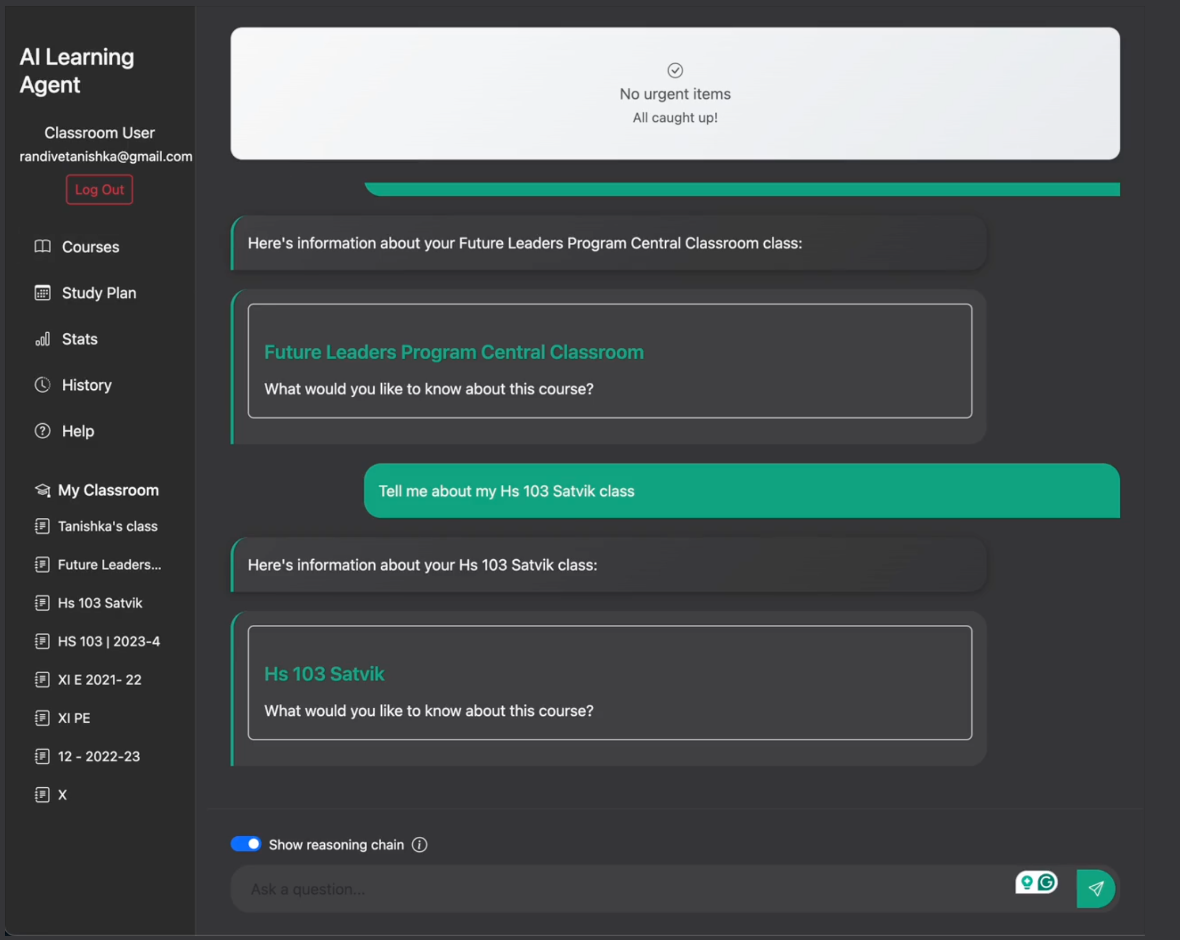 AI Learning
Agent
Classroom User
randivetanishka@gmail.com
Log Out
Courses
Study Plan
Stats
History
Help
My Classroom
Tanishka's class
Future Leaders...
Hs 103 Satvik
HS 103 | 2023-4
XI E 2021- 22
XI PE
12 - 2022-23
X
No urgent items
All caught up!
Here's information about your Future Leaders Program Central Classroom class:
Future Leaders Program Central Classroom
What would you like to know about this course?
Tell me about my Hs 103 Satvik class
Here's information about your Hs 103 Satvik class:
Hs 103 Satvik
What would you like to know about this course?
Show reasoning chain
Ask a question...